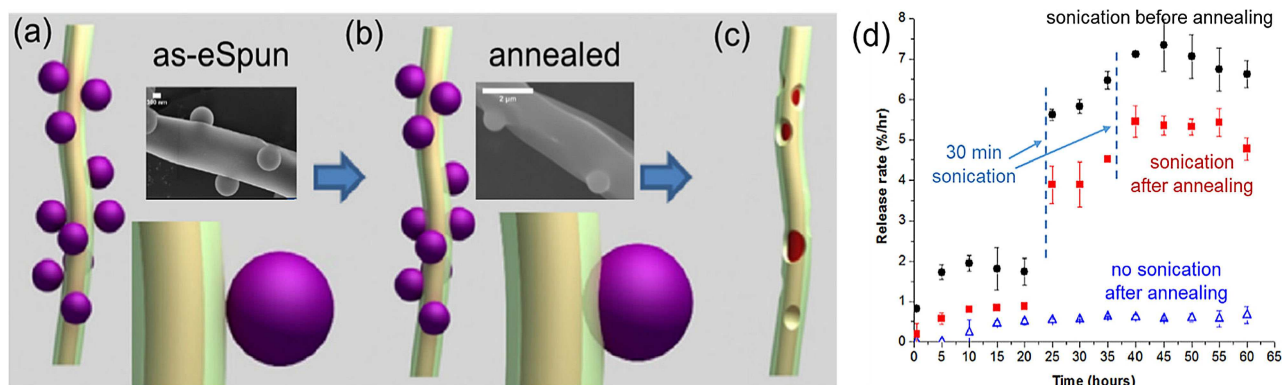 (a)
as-eSpun
100 nm
(b)
annealed
2 μm
(c)
(d)
sonication before annealing
30 min
sonication
sonication
after annealing
no sonication
after annealing
Release rate (%/hr)
8
7
6
5
4
3
2
1
0
0 5 10 15 20 25 30 35 40 45 50 55 60 65
Time (hours)